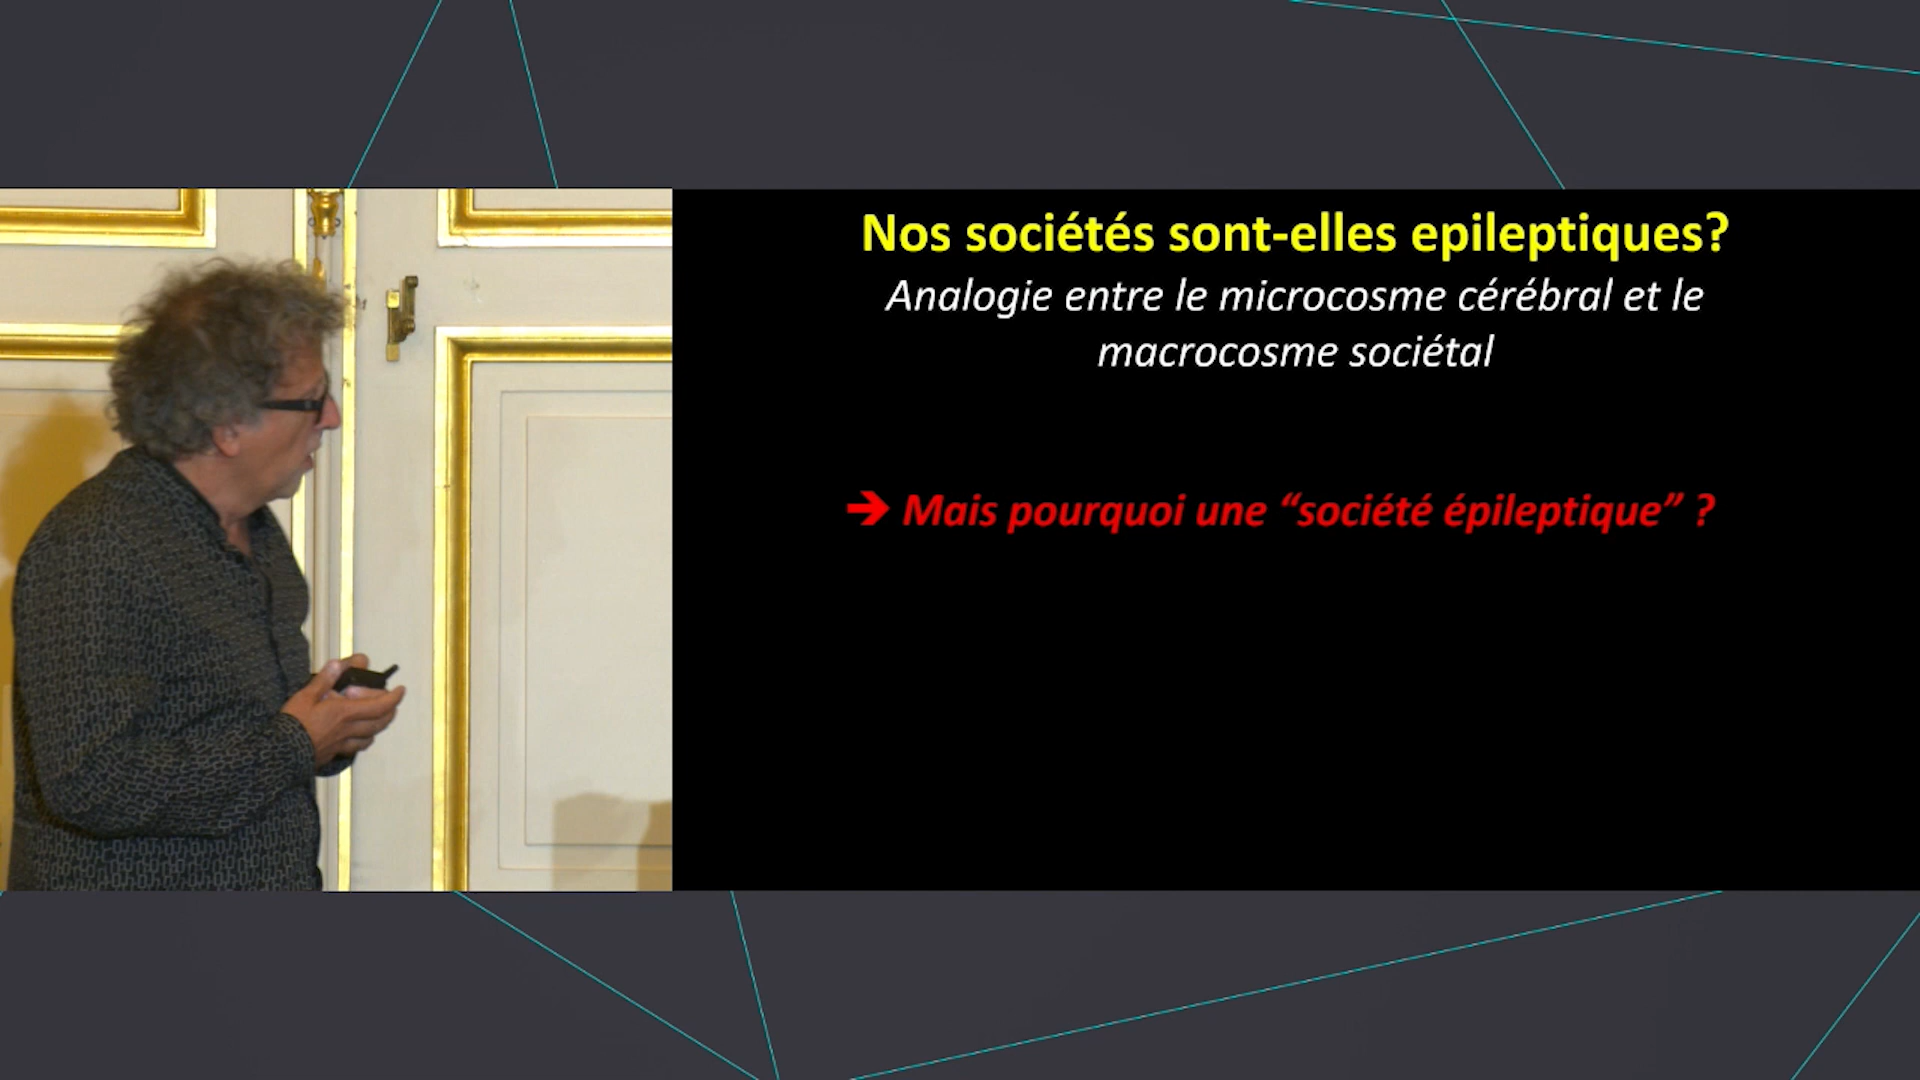 Nos sociétés sont-elles epileptiques?
Analogie entre le microcosme cérébral et le
macrocosme sociétal
➔ Mais pourquoi une “société épileptique” ?